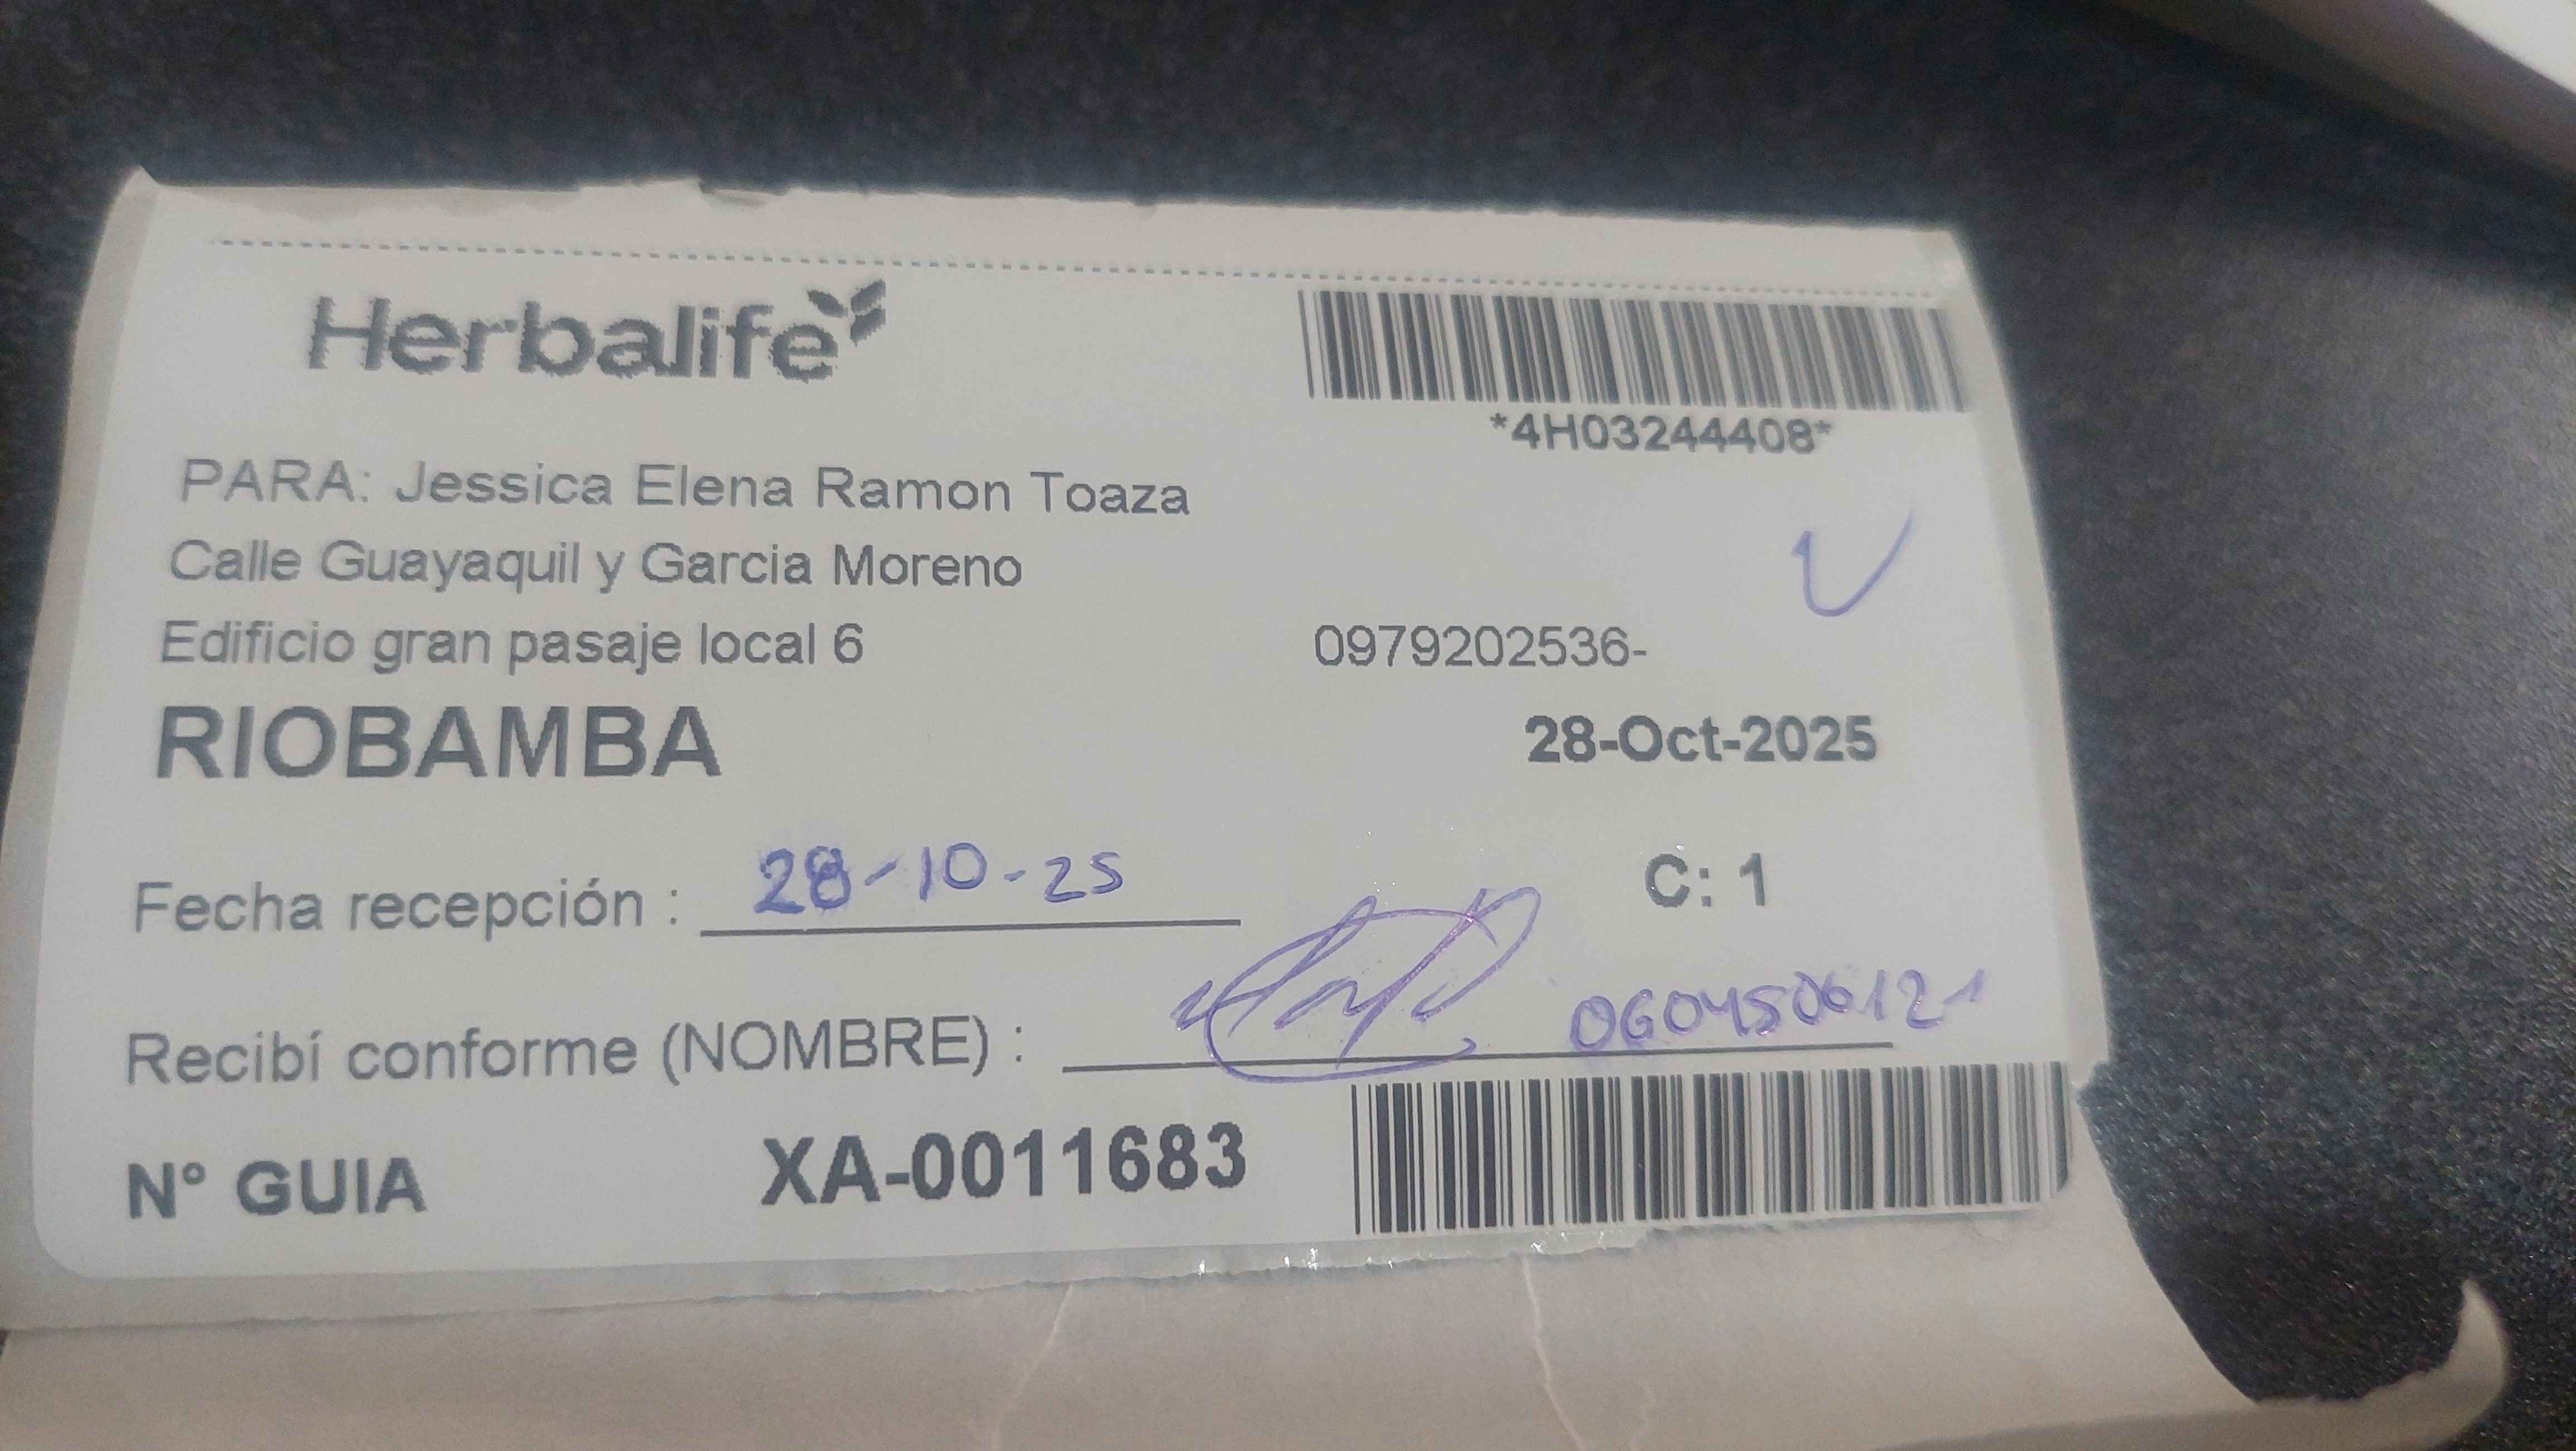 Herbalife
*4H03244408*
PARA: Jessica Elena Ramon Toaza
Calle Guayaquil y Garcia Moreno
Edificio gran pasaje local 6 0979202536-
RIOBAMBA 28-Oct-2025
Fecha recepción : 28-10-25 C: 1
Recibí conforme (NOMBRE) : 0604506121
N° GUIA XA-0011683